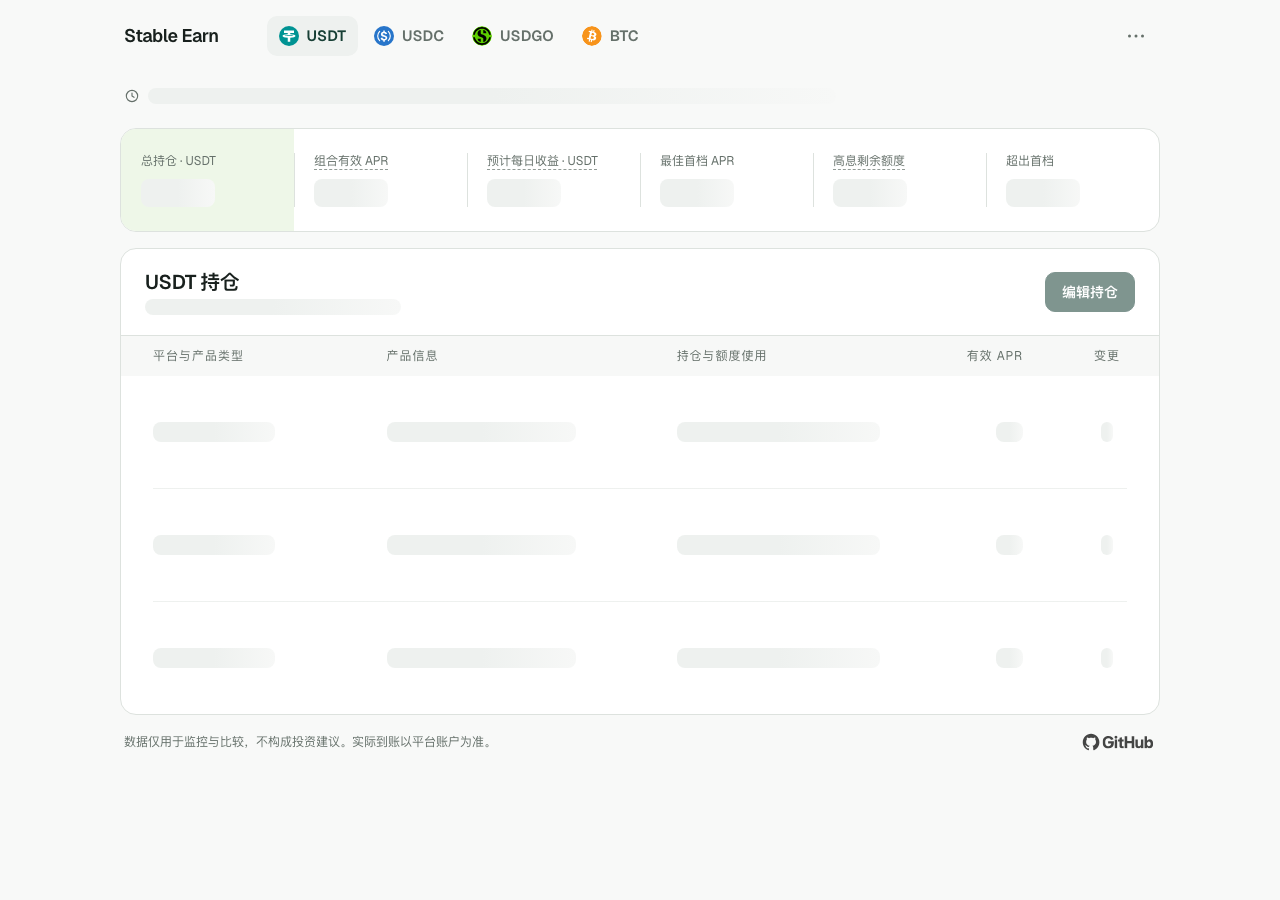 Stable Earn
USDT
USDC
USDGO
BTC
总持仓 · USDT
组合有效 APR
预计每日收益 · USDT
最佳首档 APR
高息剩余额度
超出首档
USDT 持仓
编辑持仓
平台与产品类型
产品信息
持仓与额度使用
有效 APR
变更
数据仅用于监控与比较，不构成投资建议。实际到账以平台账户为准。
GitHub